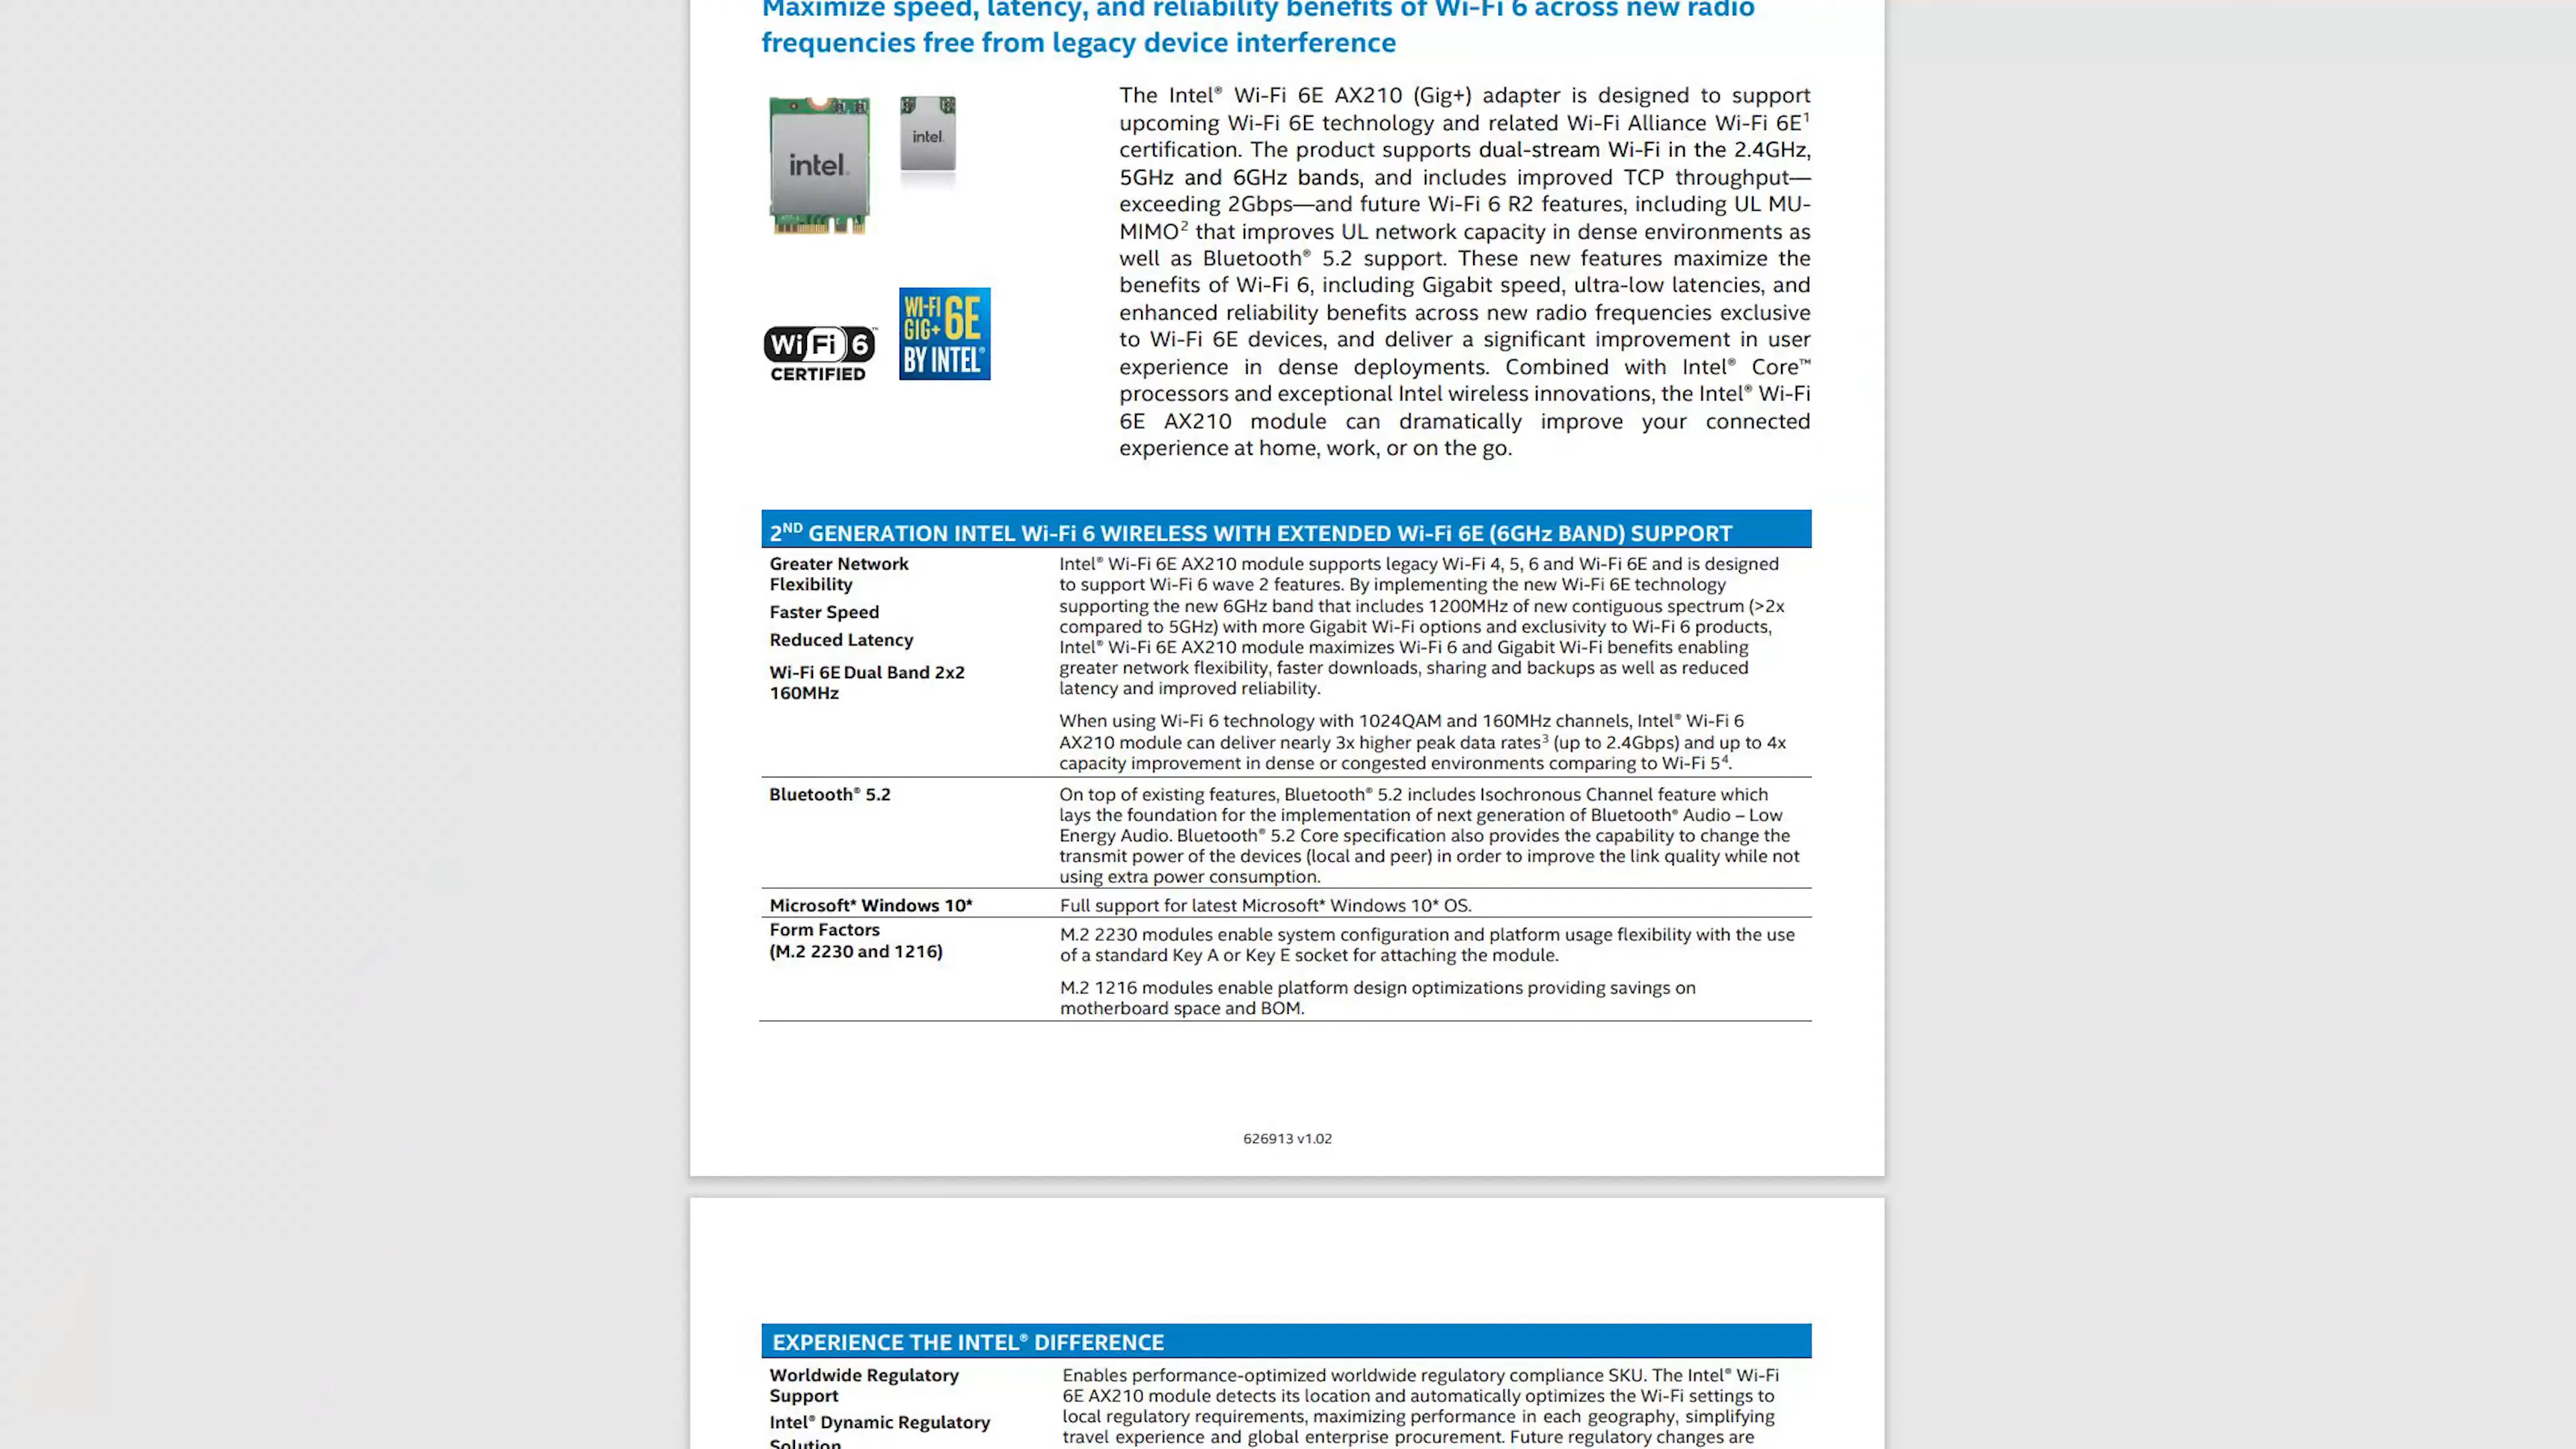 Maximize speed, latency, and reliability benefits of Wi-Fi 6 across new radio
frequencies free from legacy device interference
intel.
intel.
WI-FI 6E
GIG+
BY INTEL®
Wi Fi 6™
CERTIFIED
The Intel® Wi-Fi 6E AX210 (Gig+) adapter is designed to support
upcoming Wi-Fi 6E technology and related Wi-Fi Alliance Wi-Fi 6E¹
certification. The product supports dual-stream Wi-Fi in the 2.4GHz,
5GHz and 6GHz bands, and includes improved TCP throughput—
exceeding 2Gbps—and future Wi-Fi 6 R2 features, including UL MU-
MIMO² that improves UL network capacity in dense environments as
well as Bluetooth® 5.2 support. These new features maximize the
benefits of Wi-Fi 6, including Gigabit speed, ultra-low latencies, and
enhanced reliability benefits across new radio frequencies exclusive
to Wi-Fi 6E devices, and deliver a significant improvement in user
experience in dense deployments. Combined with Intel® Core™
processors and exceptional Intel wireless innovations, the Intel® Wi-Fi
6E AX210 module can dramatically improve your connected
experience at home, work, or on the go.
2ND GENERATION INTEL Wi-Fi 6 WIRELESS WITH EXTENDED Wi-Fi 6E (6GHz BAND) SUPPORT
Greater Network
Flexibility
Faster Speed
Reduced Latency
Wi-Fi 6E Dual Band 2x2
160MHz
Intel® Wi-Fi 6E AX210 module supports legacy Wi-Fi 4, 5, 6 and Wi-Fi 6E and is designed
to support Wi-Fi 6 wave 2 features. By implementing the new Wi-Fi 6E technology
supporting the new 6GHz band that includes 1200MHz of new contiguous spectrum (>2x
compared to 5GHz) with more Gigabit Wi-Fi options and exclusivity to Wi-Fi 6 products,
Intel® Wi-Fi 6E AX210 module maximizes Wi-Fi 6 and Gigabit Wi-Fi benefits enabling
greater network flexibility, faster downloads, sharing and backups as well as reduced
latency and improved reliability.
When using Wi-Fi 6 technology with 1024QAM and 160MHz channels, Intel® Wi-Fi 6
AX210 module can deliver nearly 3x higher peak data rates³ (up to 2.4Gbps) and up to 4x
capacity improvement in dense or congested environments comparing to Wi-Fi 5⁴.
Bluetooth® 5.2
On top of existing features, Bluetooth® 5.2 includes Isochronous Channel feature which
lays the foundation for the implementation of next generation of Bluetooth® Audio – Low
Energy Audio. Bluetooth® 5.2 Core specification also provides the capability to change the
transmit power of the devices (local and peer) in order to improve the link quality while not
using extra power consumption.
Microsoft* Windows 10*
Full support for latest Microsoft* Windows 10* OS.
Form Factors
(M.2 2230 and 1216)
M.2 2230 modules enable system configuration and platform usage flexibility with the use
of a standard Key A or Key E socket for attaching the module.
M.2 1216 modules enable platform design optimizations providing savings on
motherboard space and BOM.
626913 v1.02
EXPERIENCE THE INTEL® DIFFERENCE
Worldwide Regulatory
Support
Intel® Dynamic Regulatory
Solution
Enables performance-optimized worldwide regulatory compliance SKU. The Intel® Wi-Fi
6E AX210 module detects its location and automatically optimizes the Wi-Fi settings to
local regulatory requirements, maximizing performance in each geography, simplifying
travel experience and global enterprise procurement. Future regulatory changes are